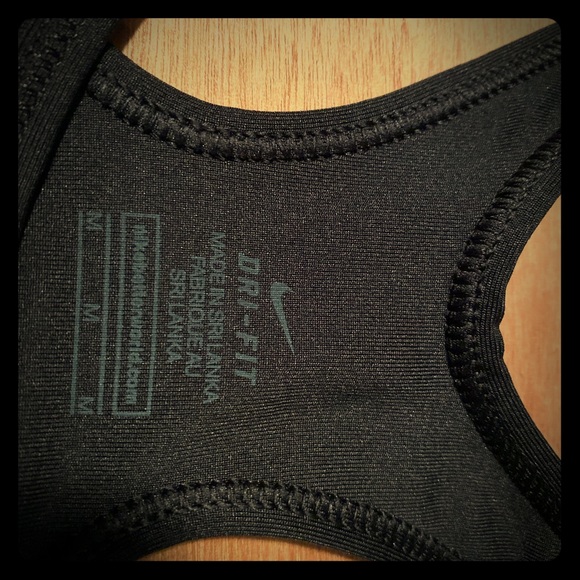 DRI-FIT
MADE IN SRI LANKA
FABRIQUE AU
SRI LANKA
M M M